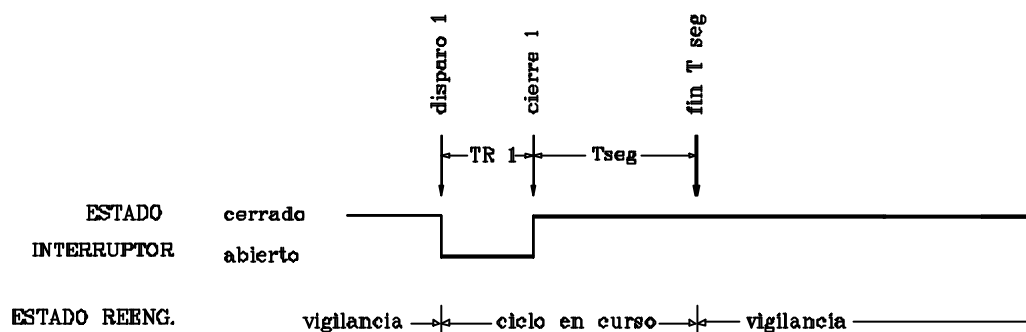 disparo 1
cierre 1
fin T seg
TR 1
Tseg
ESTADO cerrado
INTERRUPTOR abierto
ESTADO REENG. vigilancia ciclo en curso vigilancia